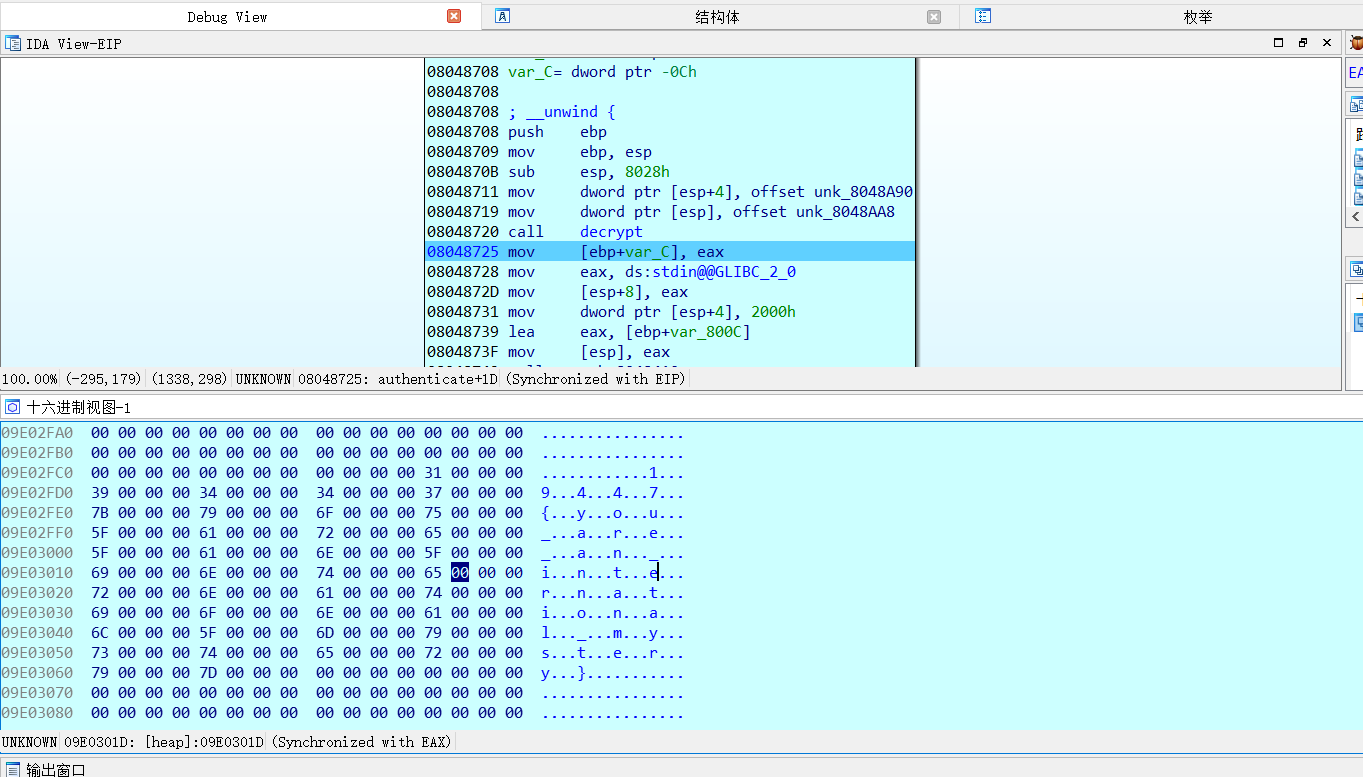 Debug View 结构体 枚举
IDA View-EIP
EA
08048708 var_C= dword ptr -0Ch
08048708
08048708 ; __unwind {
08048708 push ebp
08048709 mov ebp, esp
0804870B sub esp, 8028h
08048711 mov dword ptr [esp+4], offset unk_8048A90
08048719 mov dword ptr [esp], offset unk_8048AA8
08048720 call decrypt
08048725 mov [ebp+var_C], eax
08048728 mov eax, ds:stdin@@GLIBC_2_0
0804872D mov [esp+8], eax
08048731 mov dword ptr [esp+4], 2000h
08048739 lea eax, [ebp+var_800C]
0804873F mov [esp], eax
100.00% (-295,179) (1338,298) UNKNOWN 08048725: authenticate+1D (Synchronized with EIP)
十六进制视图-1
09E02FA0 00 00 00 00 00 00 00 00 00 00 00 00 00 00 00 00 ................
09E02FB0 00 00 00 00 00 00 00 00 00 00 00 00 00 00 00 00 ................
09E02FC0 00 00 00 00 00 00 00 00 00 00 00 00 31 00 00 00 ............1...
09E02FD0 39 00 00 00 34 00 00 00 34 00 00 00 37 00 00 00 9...4...4...7...
09E02FE0 7B 00 00 00 79 00 00 00 6F 00 00 00 75 00 00 00 {...y...o...u...
09E02FF0 5F 00 00 00 61 00 00 00 72 00 00 00 65 00 00 00 _...a...r...e...
09E03000 5F 00 00 00 61 00 00 00 6E 00 00 00 5F 00 00 00 _...a...n..._...
09E03010 69 00 00 00 6E 00 00 00 74 00 00 00 65 00 00 00 i...n...t...e...
09E03020 72 00 00 00 6E 00 00 00 61 00 00 00 74 00 00 00 r...n...a...t...
09E03030 69 00 00 00 6F 00 00 00 6E 00 00 00 61 00 00 00 i...o...n...a...
09E03040 6C 00 00 00 5F 00 00 00 6D 00 00 00 79 00 00 00 l..._...m...y...
09E03050 73 00 00 00 74 00 00 00 65 00 00 00 72 00 00 00 s...t...e...r...
09E03060 79 00 00 00 7D 00 00 00 00 00 00 00 00 00 00 00 y...}...........
09E03070 00 00 00 00 00 00 00 00 00 00 00 00 00 00 00 00 ................
09E03080 00 00 00 00 00 00 00 00 00 00 00 00 00 00 00 00 ................
UNKNOWN 09E0301D: [heap]:09E0301D (Synchronized with EAX)
输出窗口